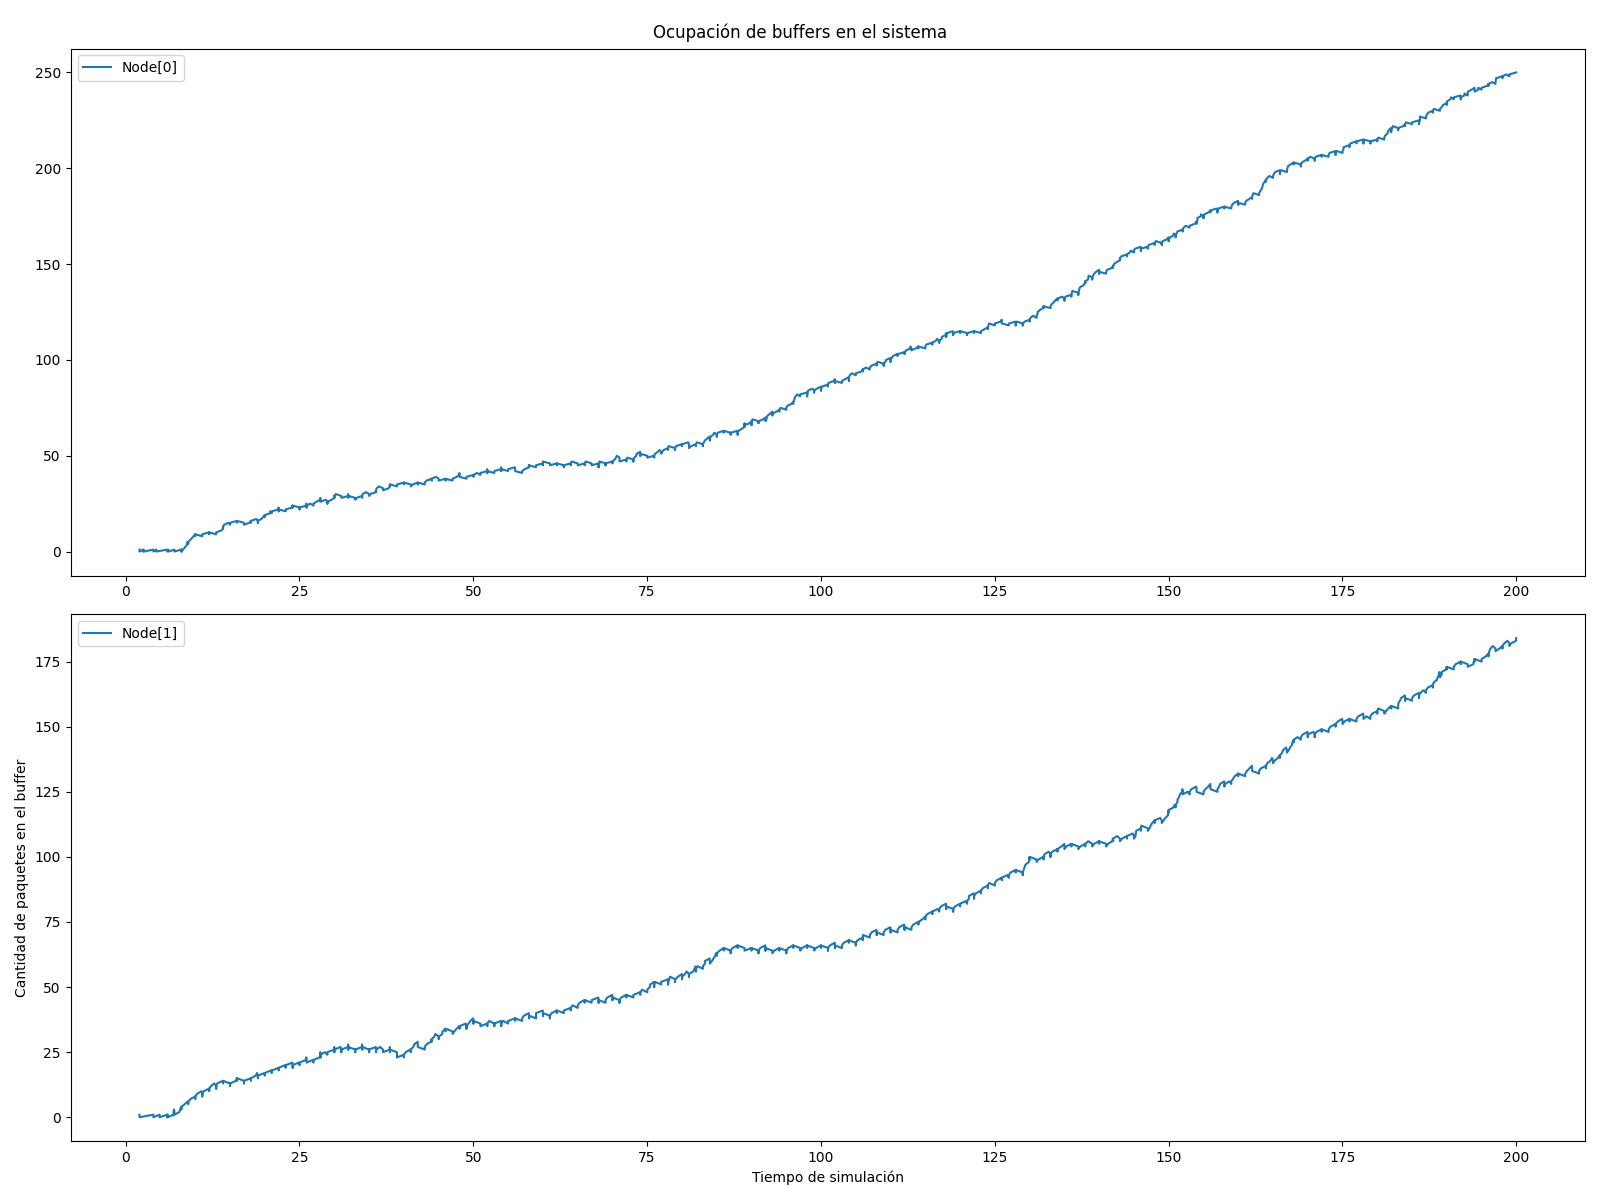 Ocupación de buffers en el sistema
Node[0]
250
200
150
100
50
0
0 25 50 75 100 125 150 175 200
Node[1]
Cantidad de paquetes en el buffer
175
150
125
100
75
50
25
0
0 25 50 75 100 125 150 175 200
Tiempo de simulación